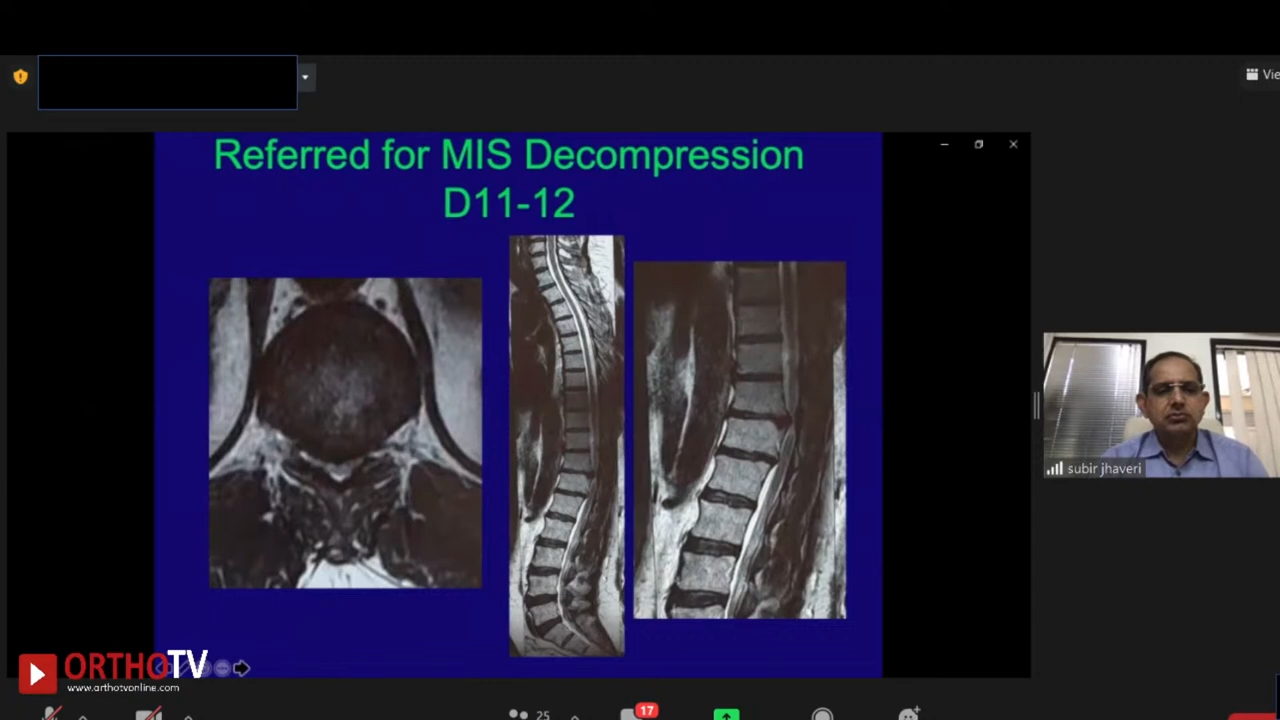 Vie
Referred for MIS Decompression
D11-12
subir jhaveri
ORTHOTV
www.orthotvonline.com
25
17